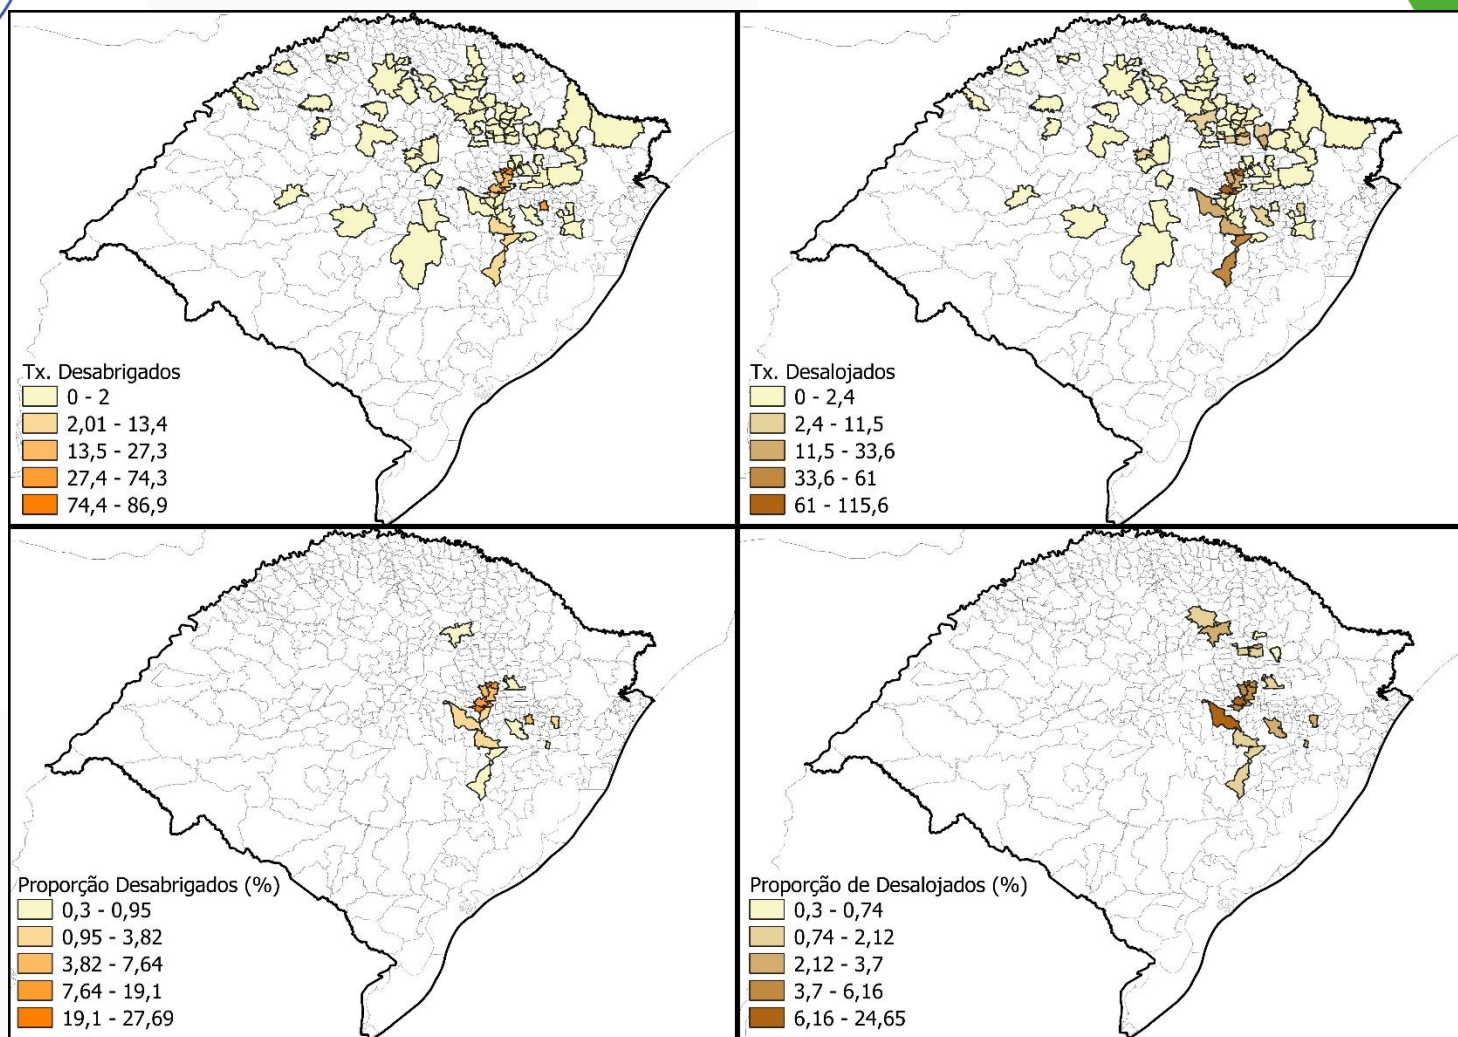 Tx. Desabrigados
0 - 2
2,01 - 13,4
13,5 - 27,3
27,4 - 74,3
74,4 - 86,9
Tx. Desalojados
0 - 2,4
2,4 - 11,5
11,5 - 33,6
33,6 - 61
61 - 115,6
Proporção Desabrigados (%)
0,3 - 0,95
0,95 - 3,82
3,82 - 7,64
7,64 - 19,1
19,1 - 27,69
Proporção de Desalojados (%)
0,3 - 0,74
0,74 - 2,12
2,12 - 3,7
3,7 - 6,16
6,16 - 24,65